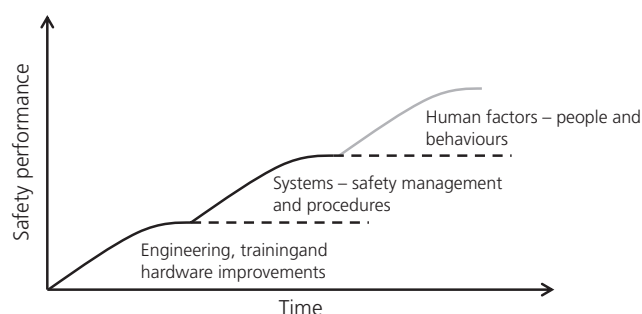 Safety performance
Human factors – people and
behaviours
Systems – safety management
and procedures
Engineering, trainingand
hardware improvements
Time